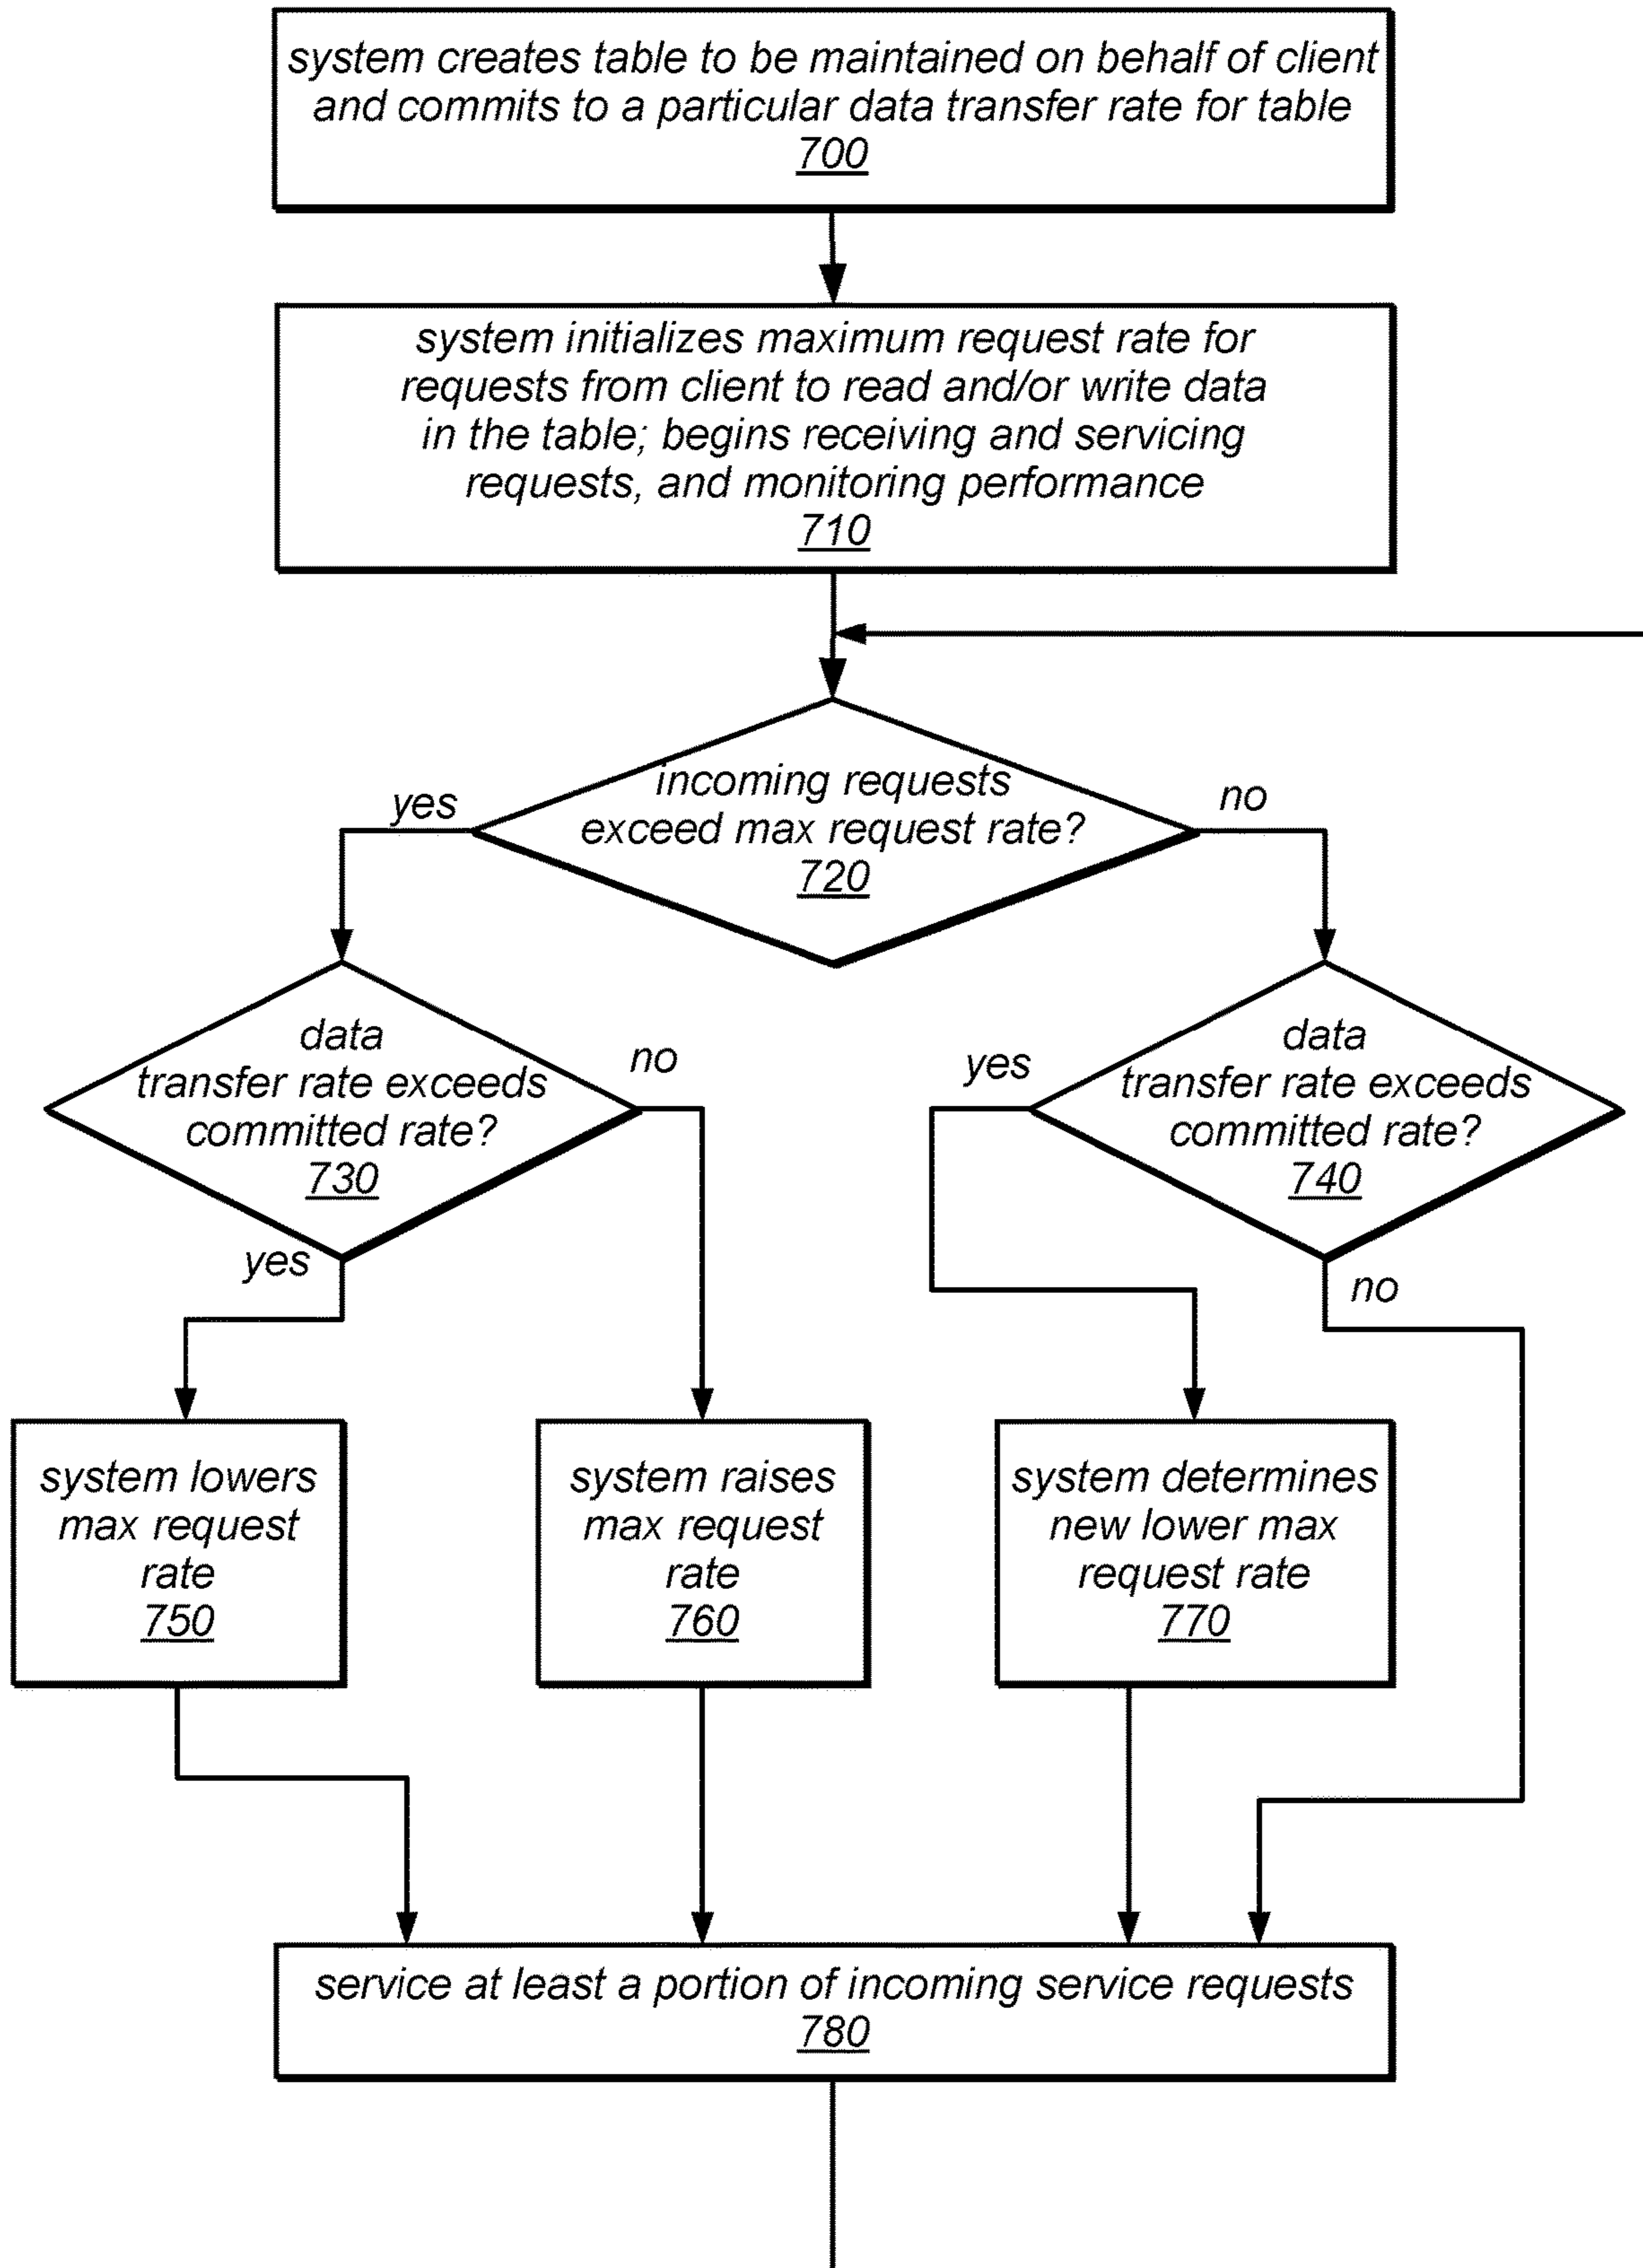 system creates table to be maintained on behalf of client
and commits to a particular data transfer rate for table
700
system initializes maximum request rate for
requests from client to read and/or write data
in the table; begins receiving and servicing
requests, and monitoring performance
710
incoming requests
exceed max request rate?
720
yes
no
data
transfer rate exceeds
committed rate?
730
no
yes
data
transfer rate exceeds
committed rate?
740
yes
no
system lowers
max request
rate
750
system raises
max request
rate
760
system determines
new lower max
request rate
770
service at least a portion of incoming service requests
780